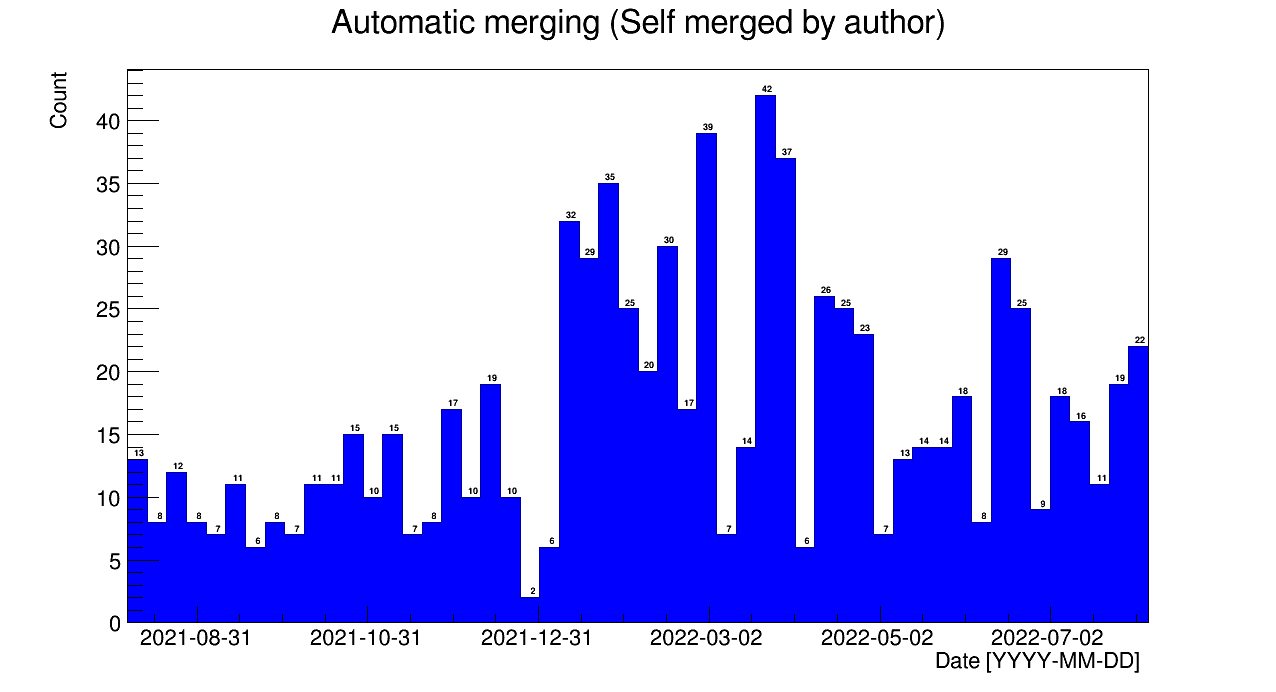 Automatic merging (Self merged by author)
Count
40
35
30
25
20
15
10
5
0
13 8 12 8 7 11 6 8 7 11 11 15 10 15 7 8 17 10 19 10 2 6 32 29 35 25 20 30 17 39 7 14 42 37 6 26 25 23 7 13 14 14 18 8 29 25 9 18 16 11 19 22
2021-08-31 2021-10-31 2021-12-31 2022-03-02 2022-05-02 2022-07-02
Date [YYYY-MM-DD]